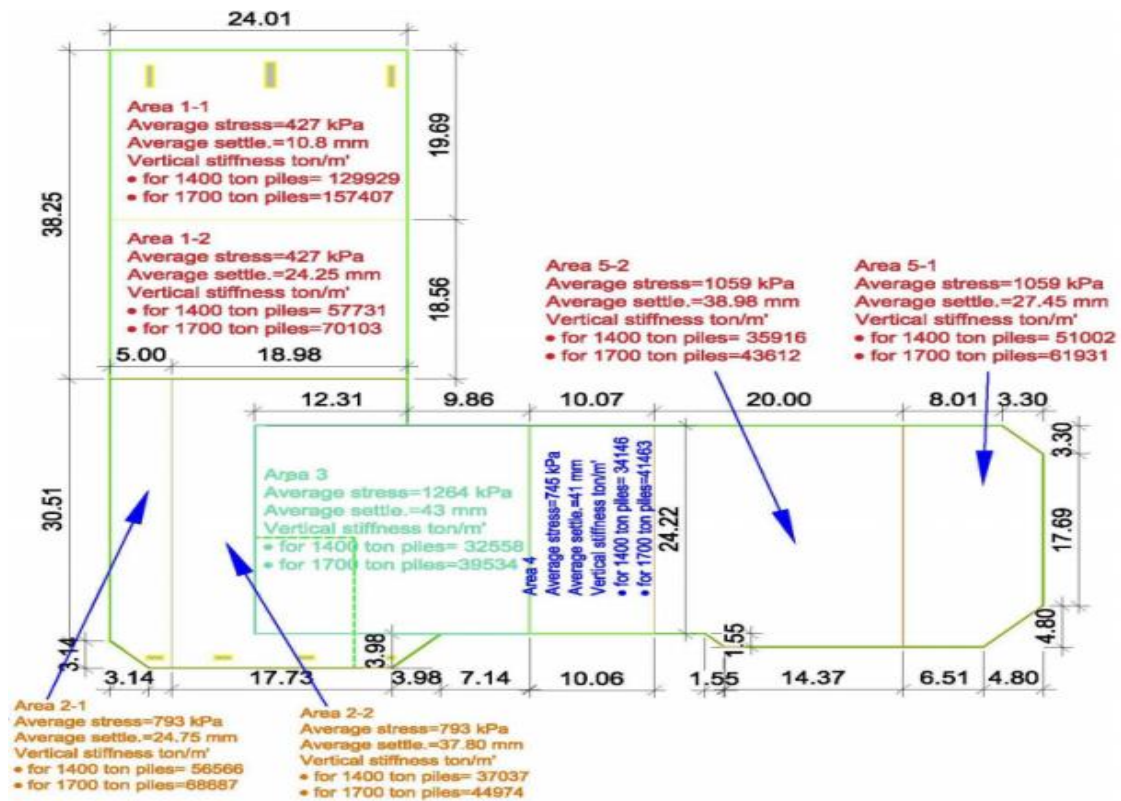 24.01
38.25
19.69
Area 1-1
Average stress=427 kPa
Average settle.=10.8 mm
Vertical stiffness ton/m'
• for 1400 ton piles= 129929
• for 1700 ton piles=157407
Area 1-2
Average stress=427 kPa
Average settle.=24.25 mm
Vertical stiffness ton/m'
• for 1400 ton piles= 57731
• for 1700 ton piles=70103
18.56
Area 5-2
Average stress=1059 kPa
Average settle.=38.98 mm
Vertical stiffness ton/m'
• for 1400 ton piles= 35916
• for 1700 ton piles=43612
Area 5-1
Average stress=1059 kPa
Average settle.=27.45 mm
Vertical stiffness ton/m'
• for 1400 ton piles= 51002
• for 1700 ton piles=61931
5.00 18.98
12.31 9.86 10.07 20.00 8.01 3.30
3.30
30.51
Area 3
Average stress=1264 kPa
Average settle.=43 mm
Vertical stiffness ton/m'
• for 1400 ton piles= 32558
• for 1700 ton piles=39534
Area 4
Average stress=745 kPa
Average settle.=41 mm
Vertical stiffness ton/m'
• for 1400 ton piles= 34146
• for 1700 ton piles=41463
24.22
17.69
4.80
3.14
3.98
1.55
3.14 17.73 3.98 7.14 10.06 1.55 14.37 6.51 4.80
Area 2-1
Average stress=793 kPa
Average settle.=24.75 mm
Vertical stiffness ton/m'
• for 1400 ton piles= 56566
• for 1700 ton piles=68687
Area 2-2
Average stress=793 kPa
Average settle.=37.80 mm
Vertical stiffness ton/m'
• for 1400 ton piles= 37037
• for 1700 ton piles=44974